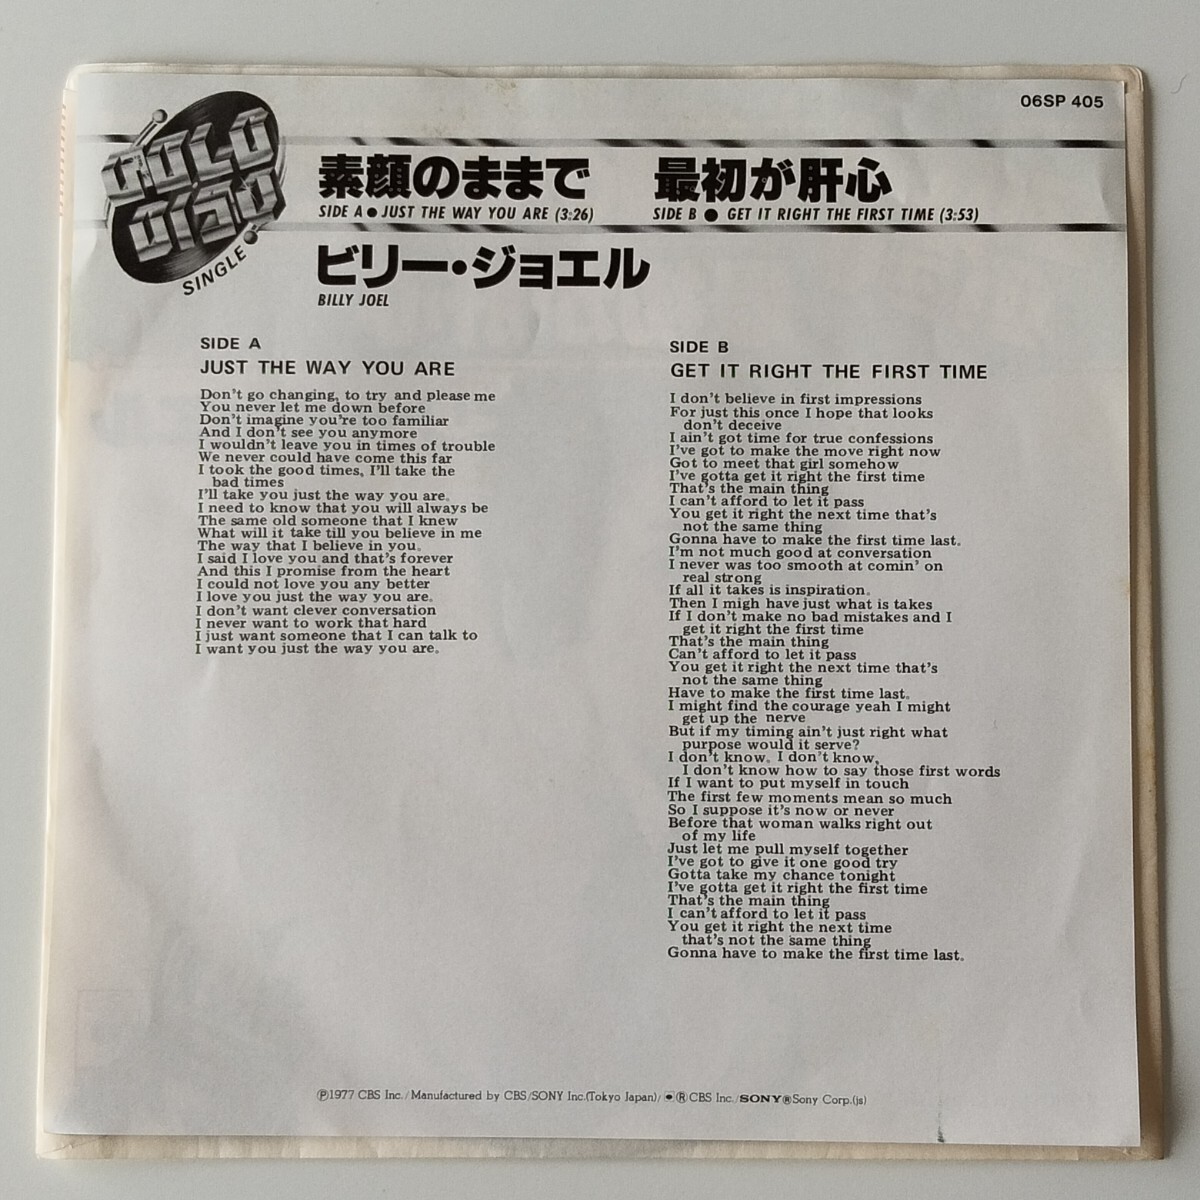 06SP 405
GOLD
DISC
SINGLE
素顔のままで 最初が肝心
SIDE A ● JUST THE WAY YOU ARE (3:26) SIDE B ● GET IT RIGHT THE FIRST TIME (3:53)
ビリー・ジョエル
BILLY JOEL
SIDE A
JUST THE WAY YOU ARE
Don't go changing, to try and please me
You never let me down before
Don't imagine you're too familiar
And I don't see you anymore
I wouldn't leave you in times of trouble
We never could have come this far
I took the good times, I'll take the
bad times
I'll take you just the way you are.
I need to know that you will always be
The same old someone that I knew
What will it take till you believe in me
The way that I believe in you.
I said I love you and that's forever
And this I promise from the heart
I could not love you any better
I love you just the way you are.
I don't want clever conversation
I never want to work that hard
I just want someone that I can talk to
I want you just the way you are.
SIDE B
GET IT RIGHT THE FIRST TIME
I don't believe in first impressions
For just this once I hope that looks
don't deceive
I ain't got time for true confessions
I've got to make the move right now
Got to meet that girl somehow
I've gotta get it right the first time
That's the main thing
I can't afford to let it pass
You get it right the next time that's
not the same thing
Gonna have to make the first time last.
I'm not much good at conversation
I never was too smooth at comin' on
real strong
If all it takes is inspiration.
Then I migh have just what is takes
If I don't make no bad mistakes and I
get it right the first time
That's the main thing
Can't afford to let it pass
You get it right the next time that's
not the same thing
Have to make the first time last.
I might find the courage yeah I might
get up the nerve
But if my timing ain't just right what
purpose would it serve?
I don't know. I don't know,
I don't know how to say those first words
If I want to put myself in touch
The first few moments mean so much
So I suppose it's now or never
Before that woman walks right out
of my life
Just let me pull myself together
I've got to give it one good try
Gotta take my chance tonight
I've gotta get it right the first time
That's the main thing
I can't afford to let it pass
You get it right the next time
that's not the same thing
Gonna have to make the first time last.
Ⓟ1977 CBS Inc./Manufactured by CBS/SONY Inc.(Tokyo Japan)/ ®CBS Inc./SONY®Sony Corp.(js)